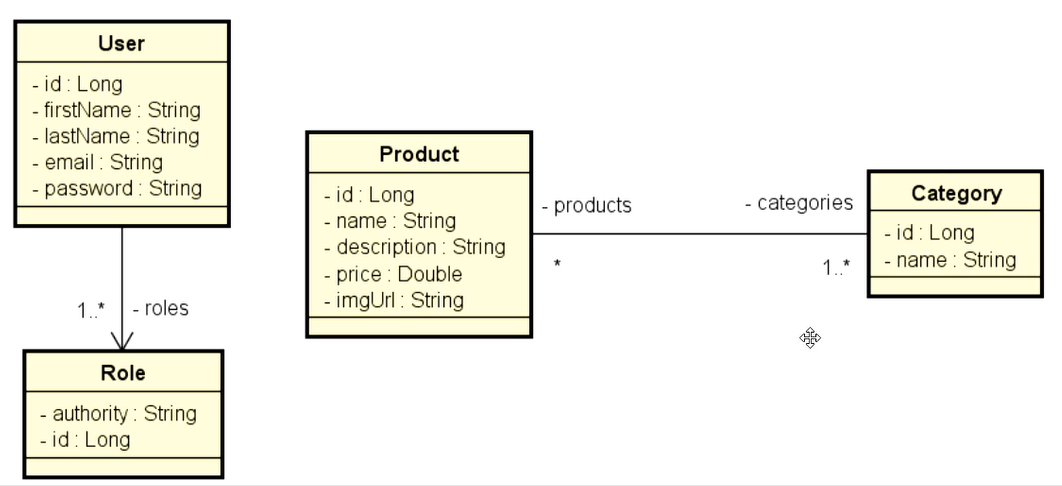 User
- id : Long
- firstName : String
- lastName : String
- email : String
- password : String
1..*
- roles
Role
- authority : String
- id : Long
Product
- id : Long
- name : String
- description : String
- price : Double
- imgUrl : String
- products
*
- categories
1..*
Category
- id : Long
- name : String